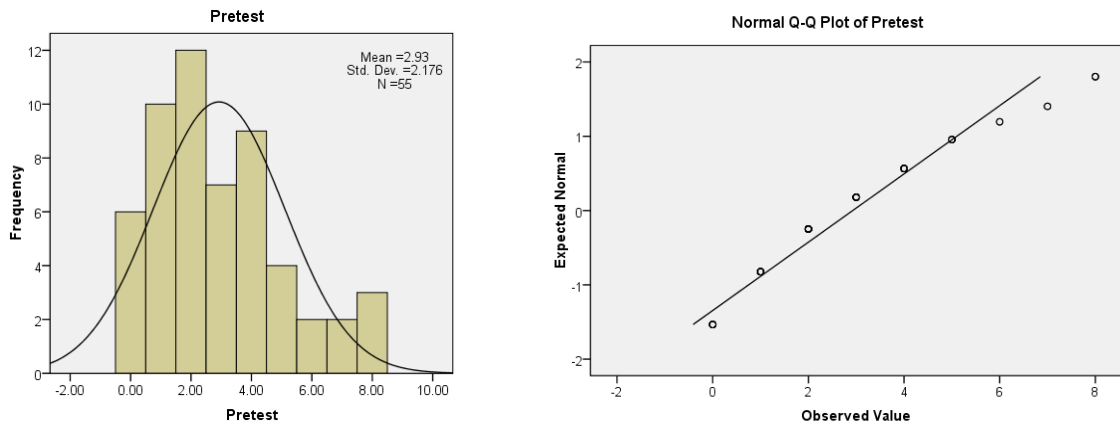 Pretest
Mean =2.93
Std. Dev. =2.176
N =55
12
10
8
6
4
2
0
Frequency
-2.00 0.00 2.00 4.00 6.00 8.00 10.00
Pretest
Normal Q-Q Plot of Pretest
2
1
0
-1
-2
Expected Normal
-2 0 2 4 6 8
Observed Value